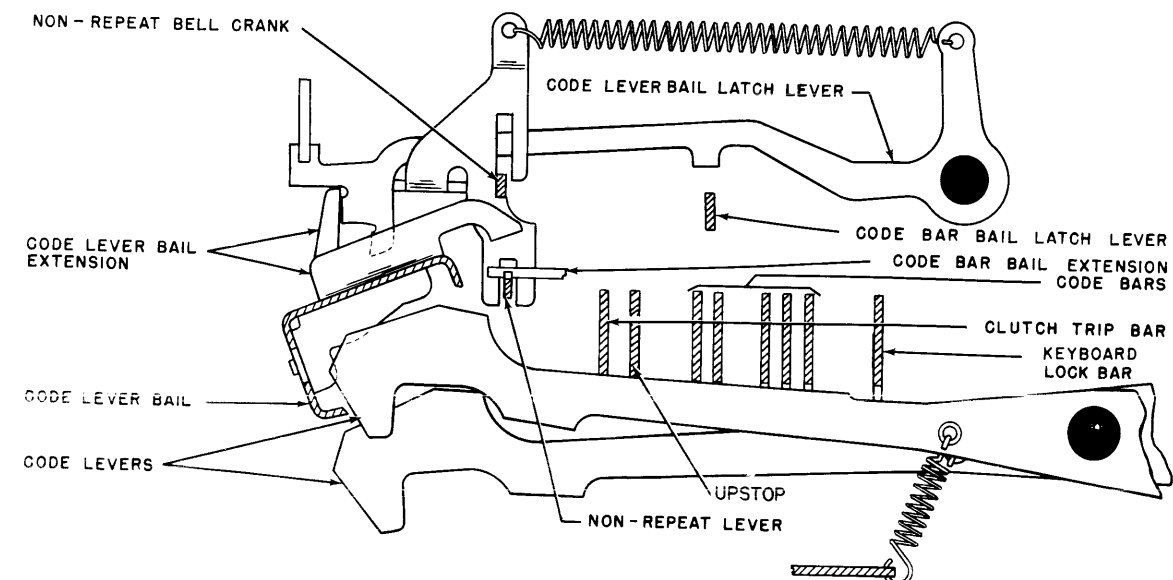 NON-REPEAT BELL CRANK
CODE LEVER BAIL LATCH LEVER
CODE LEVER BAIL
EXTENSION
CODE BAR BAIL LATCH LEVER
CODE BAR BAIL EXTENSION
CODE BARS
CLUTCH TRIP BAR
KEYBOARD
LOCK BAR
CODE LEVER BAIL
CODE LEVERS
UPSTOP
NON-REPEAT LEVER